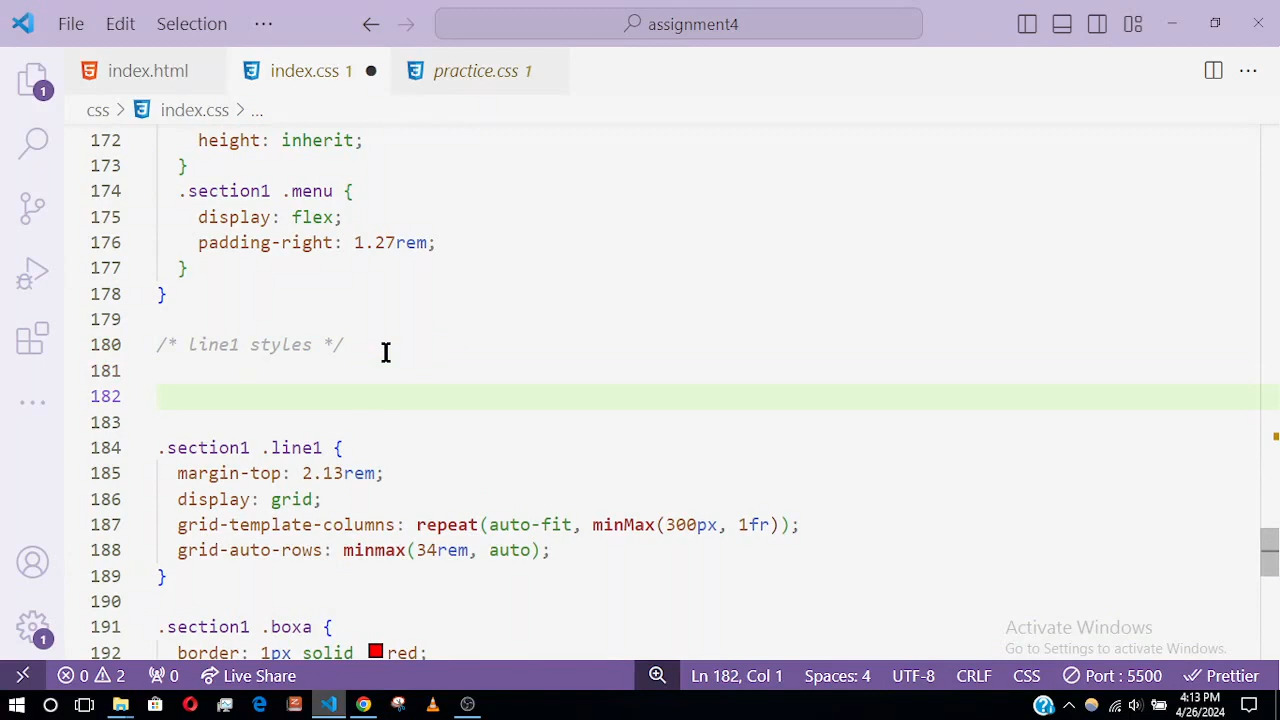 File Edit Selection ··· assignment4
index.html index.css 1 practice.css 1
css > index.css > ...
172 height: inherit;
173 }
174 .section1 .menu {
175 display: flex;
176 padding-right: 1.27rem;
177 }
178 }
179
180 /* line1 styles */
181
182
183
184 .section1 .line1 {
185 margin-top: 2.13rem;
186 display: grid;
187 grid-template-columns: repeat(auto-fit, minMax(300px, 1fr));
188 grid-auto-rows: minmax(34rem, auto);
189 }
190
191 .section1 .boxa {
192 border: 1px solid red;
1
1
Activate Windows
Go to Settings to activate Windows.
0 2 0 Live Share Ln 182, Col 1 Spaces: 4 UTF-8 CRLF CSS Port : 5500 Prettier
4:13 PM
4/26/2024